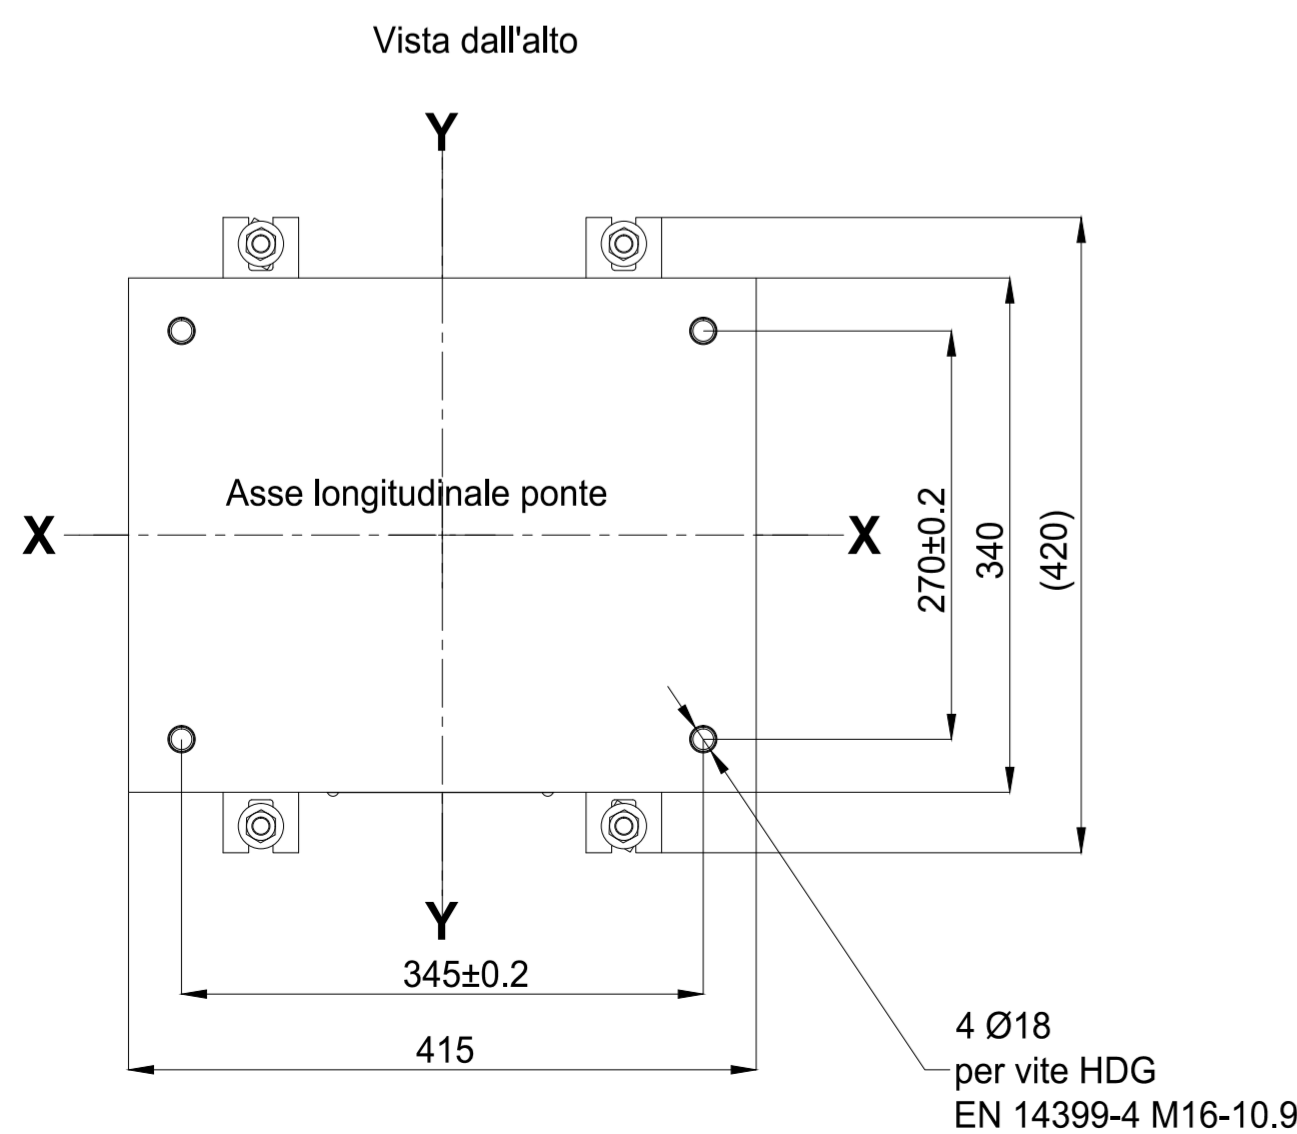 Vista dall'alto
Y
Asse longitudinale ponte
X
X
270±0.2
340
(420)
Y
345±0.2
415
4 Ø18
per vite HDG
EN 14399-4 M16-10.9